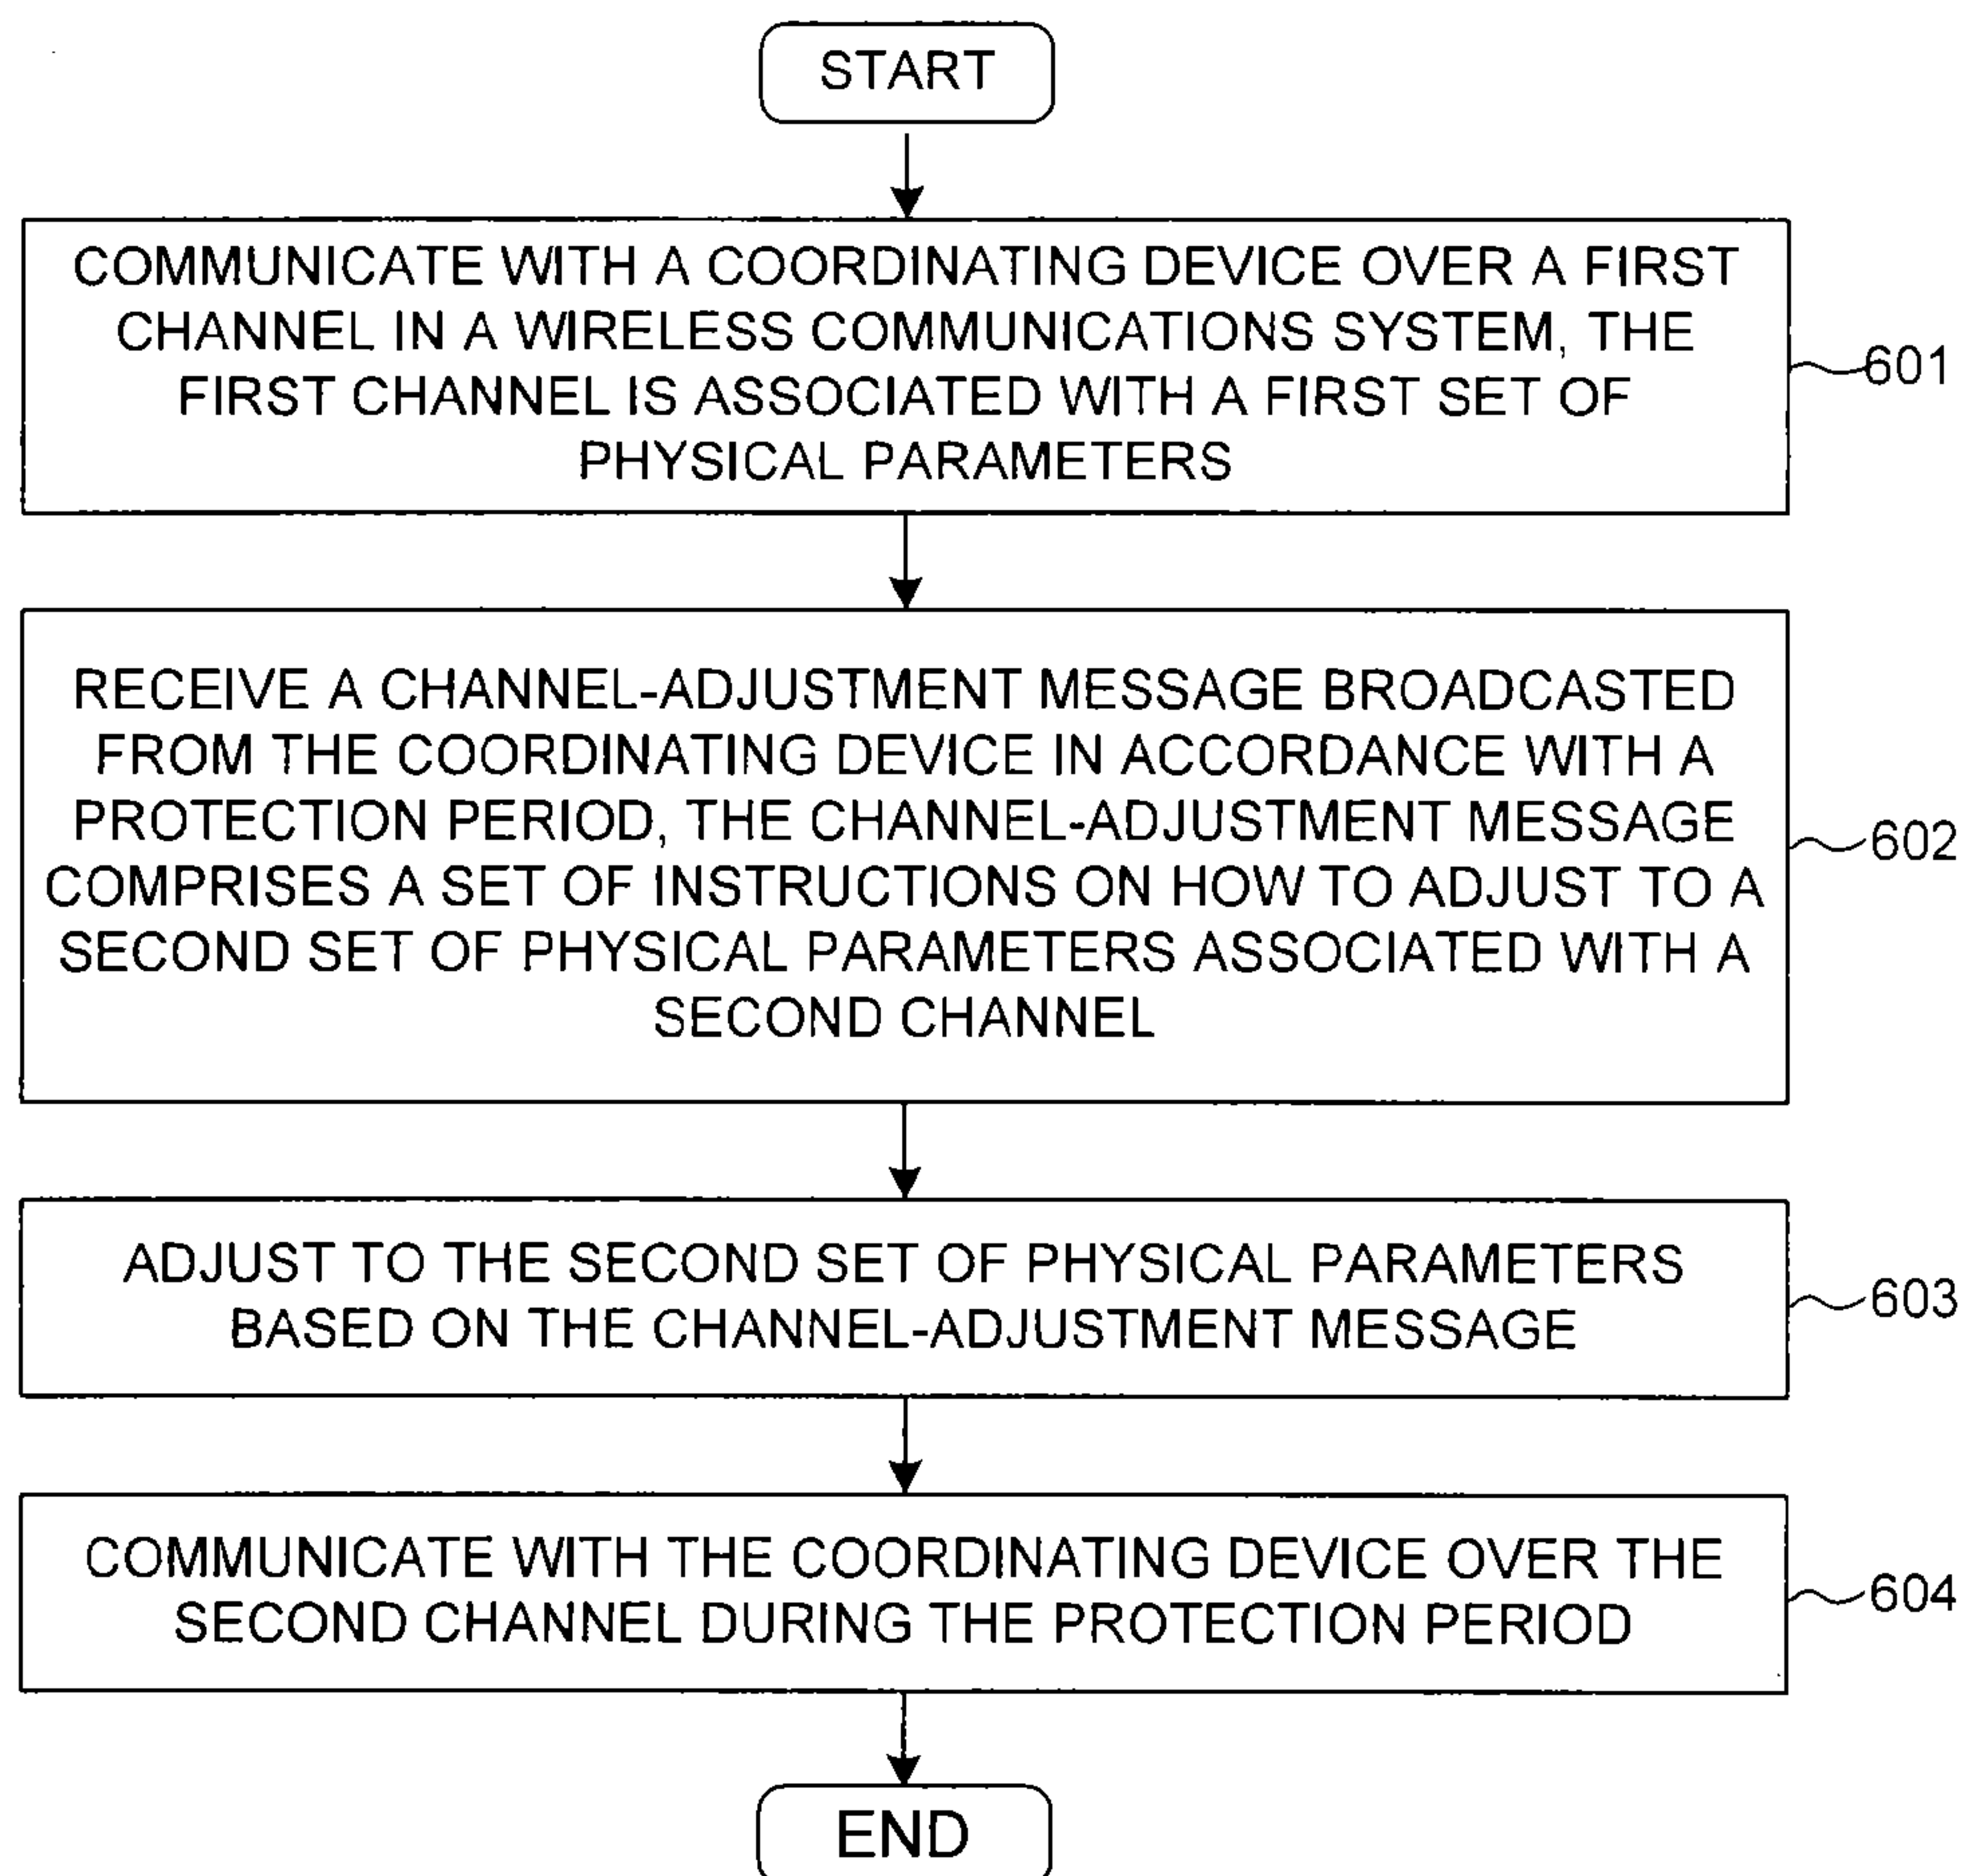 START
COMMUNICATE WITH A COORDINATING DEVICE OVER A FIRST
CHANNEL IN A WIRELESS COMMUNICATIONS SYSTEM, THE
FIRST CHANNEL IS ASSOCIATED WITH A FIRST SET OF
PHYSICAL PARAMETERS
601
RECEIVE A CHANNEL-ADJUSTMENT MESSAGE BROADCASTED
FROM THE COORDINATING DEVICE IN ACCORDANCE WITH A
PROTECTION PERIOD, THE CHANNEL-ADJUSTMENT MESSAGE
COMPRISES A SET OF INSTRUCTIONS ON HOW TO ADJUST TO A
SECOND SET OF PHYSICAL PARAMETERS ASSOCIATED WITH A
SECOND CHANNEL
602
ADJUST TO THE SECOND SET OF PHYSICAL PARAMETERS
BASED ON THE CHANNEL-ADJUSTMENT MESSAGE
603
COMMUNICATE WITH THE COORDINATING DEVICE OVER THE
SECOND CHANNEL DURING THE PROTECTION PERIOD
604
END